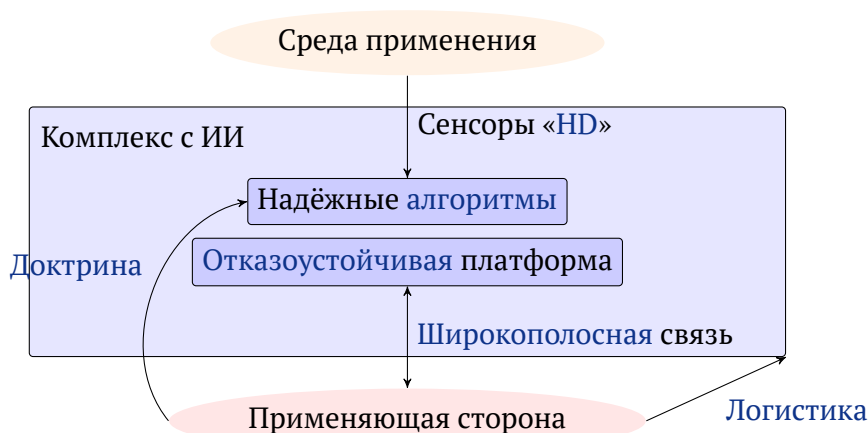 Среда применения
Сенсоры «HD»
Комплекс с ИИ
Надёжные алгоритмы
Доктрина
Отказоустойчивая платформа
Широкополосная связь
Логистика
Применяющая сторона